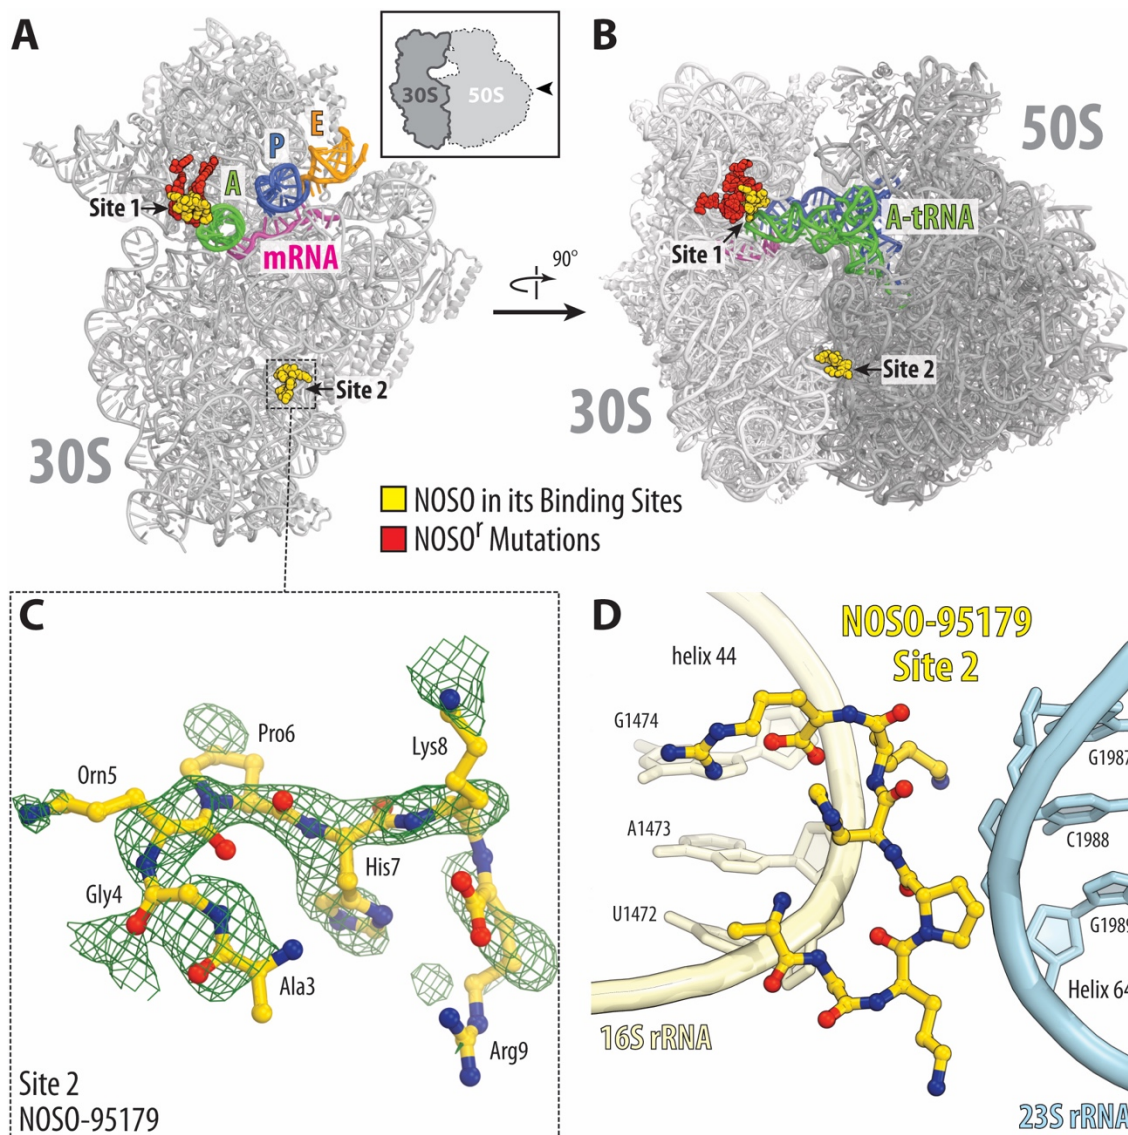 A
30S
50S
B
E
P
A
Site 1
mRNA
50S
A-tRNA
Site 1
90°
Site 2
30S
Site 2
30S
NOSO in its Binding Sites
NOSOʳ Mutations
C
Pro6
Lys8
Orn5
Gly4
His7
Ala3
Arg9
Site 2
NOSO-95179
D
NOSO-95179
Site 2
helix 44
G1474
G1987
A1473
C1988
U1472
G1989
Helix 64
16S rRNA
23S rRNA